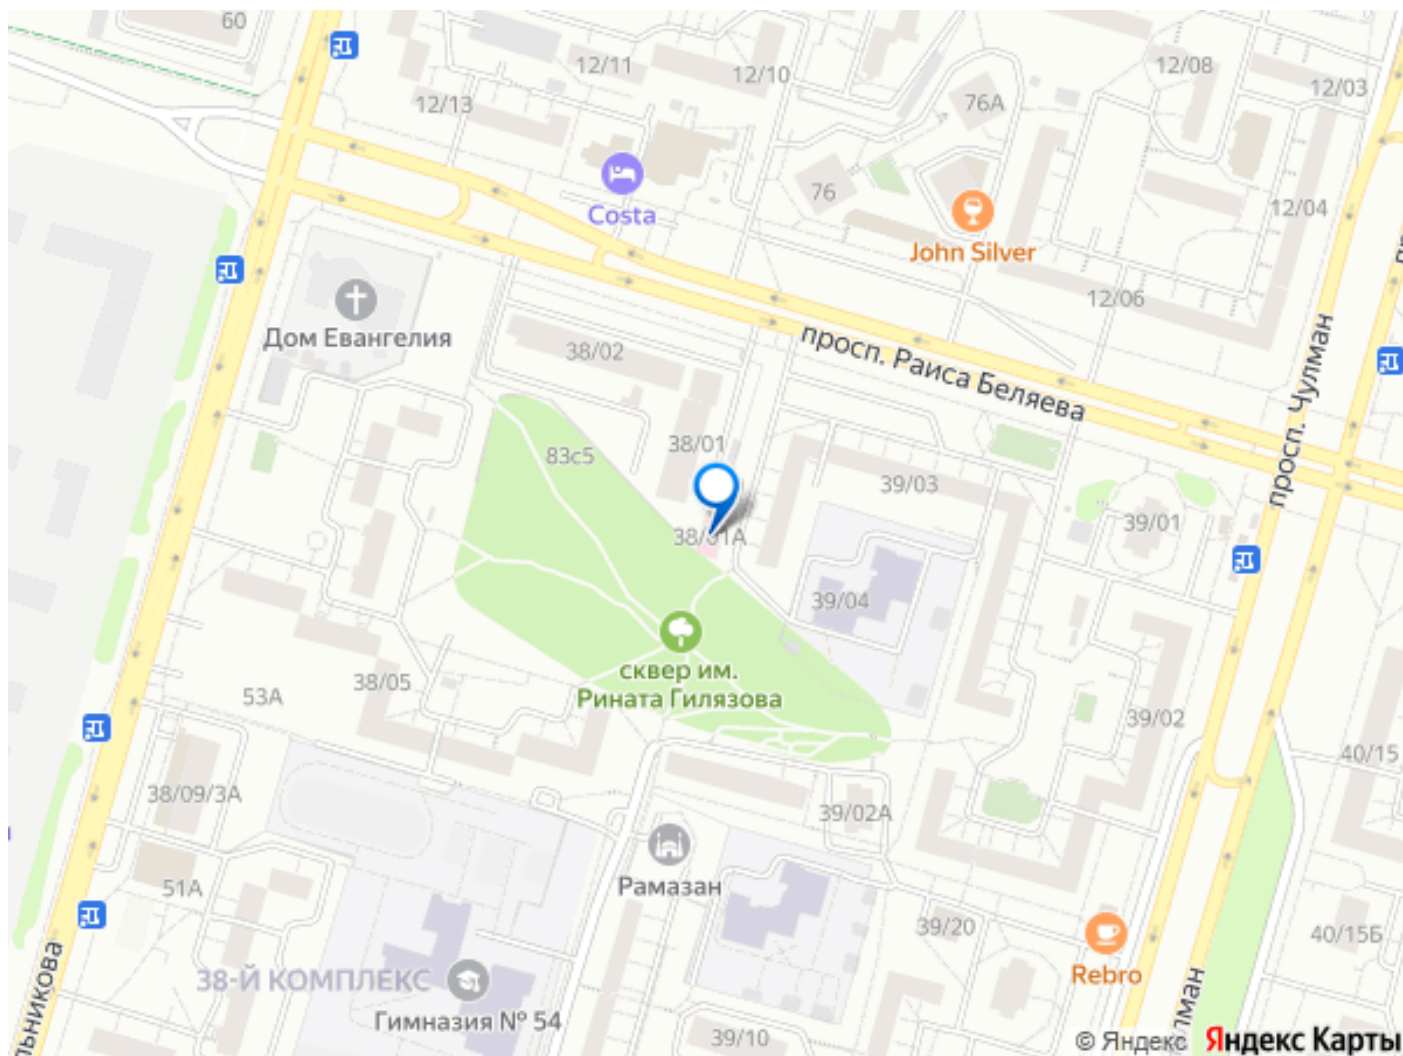 60
12/11
12/10
12/08
12/03
12/13
76А
76
Costa
12/04
John Silver
12/06
Дом Евангелия
38/02
просп. Раиса Беляева
просп. Чулман
38/01
83с5
39/03
39/01
38/01А
39/04
сквер им.
Рината Гилязова
38/05
53А
39/02
40/15
38/09/3А
39/02А
Рамазан
51А
39/20
40/15Б
Rebro
38-Й КОМПЛЕКС
Гимназия № 54
39/10
© Яндекс
Яндекс Карты